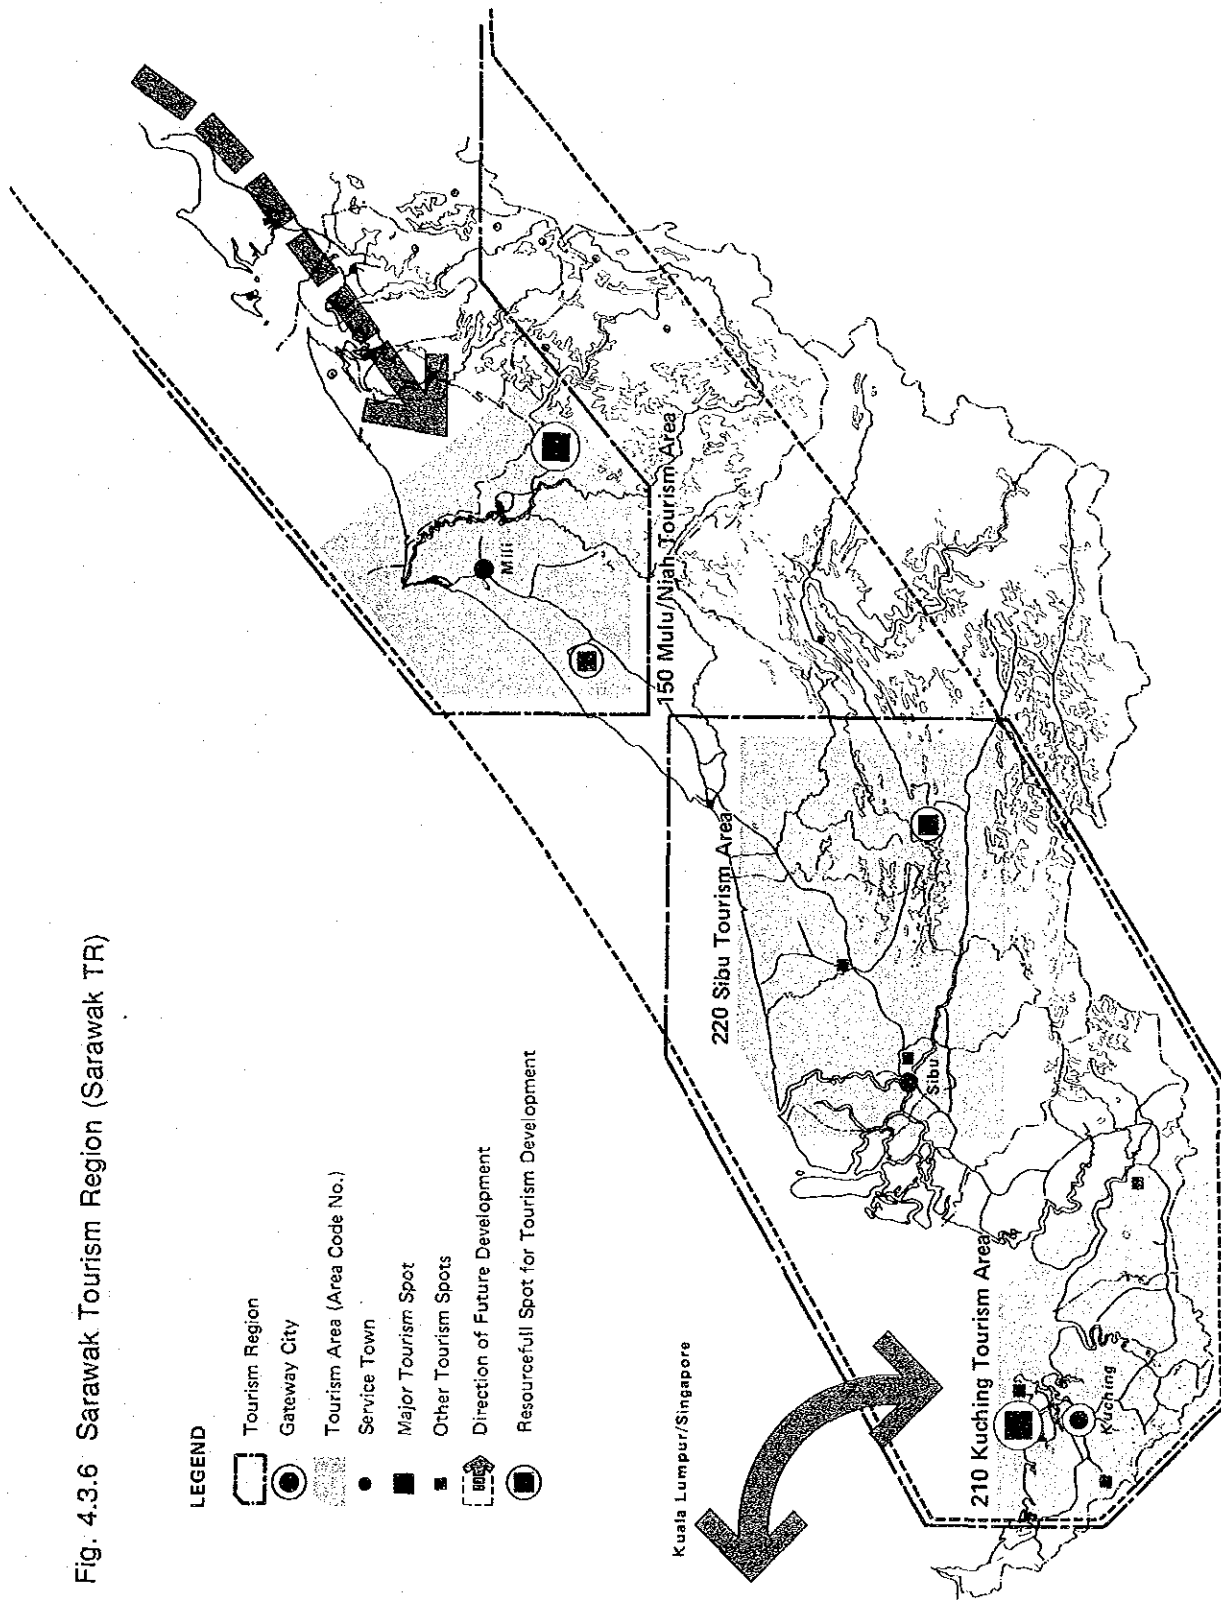 Fig. 4.3.6 Sarawak Tourism Region (Sarawak TR)
LEGEND
Tourism Region
Gateway City
Tourism Area (Area Code No.)
Service Town
Major Tourism Spot
Other Tourism Spots
Direction of Future Development
Resourcefull Spot for Tourism Development
Kuala Lumpur/Singapore
210 Kuching Tourism Area
Kuching
220 Sibu Tourism Area
Sibu
150 Mulu/Niah Tourism Area
Mili